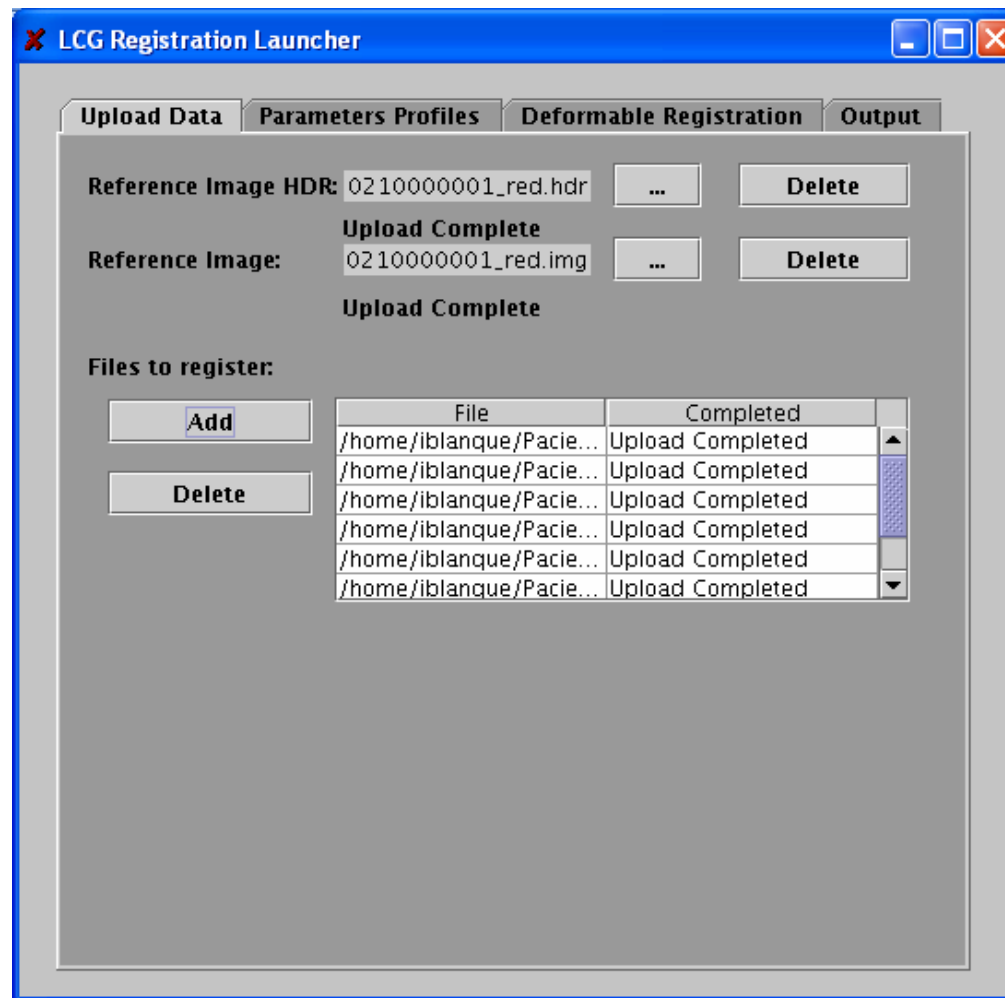 LCG Registration Launcher
Upload Data Parameters Profiles Deformable Registration Output
Reference Image HDR: 0210000001_red.hdr ... Delete
Upload Complete
Reference Image: 0210000001_red.img ... Delete
Upload Complete
Files to register:
Add
Delete
File Completed
/home/iblanque/Pacie... Upload Completed
/home/iblanque/Pacie... Upload Completed
/home/iblanque/Pacie... Upload Completed
/home/iblanque/Pacie... Upload Completed
/home/iblanque/Pacie... Upload Completed
/home/iblanque/Pacie... Upload Completed